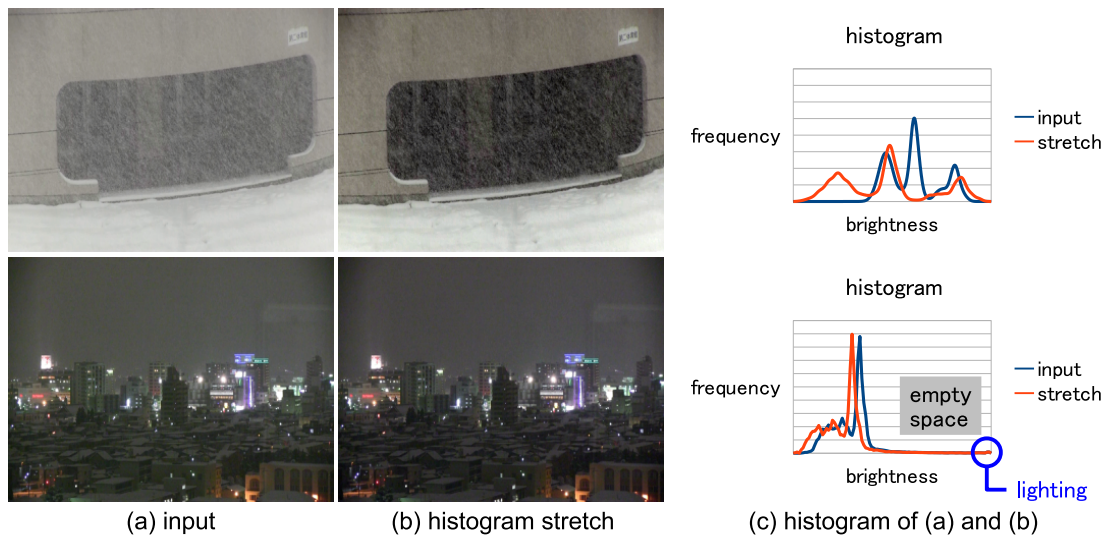 histogram
frequency
input
stretch
brightness
histogram
frequency
input
stretch
empty
space
brightness
lighting
(a) input
(b) histogram stretch
(c) histogram of (a) and (b)